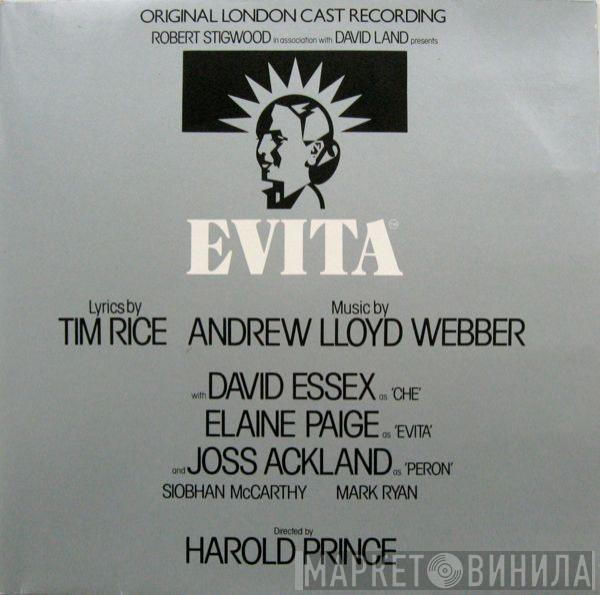 ORIGINAL LONDON CAST RECORDING
ROBERT STIGWOOD in association with DAVID LAND presents
EVITA™
Lyrics by Music by
TIM RICE ANDREW LLOYD WEBBER
with DAVID ESSEX as 'CHE'
ELAINE PAIGE as 'EVITA'
and JOSS ACKLAND as 'PERON'
SIOBHAN McCARTHY MARK RYAN
Directed by
HAROLD PRINCE
МАРКЕТ ВИНИЛА